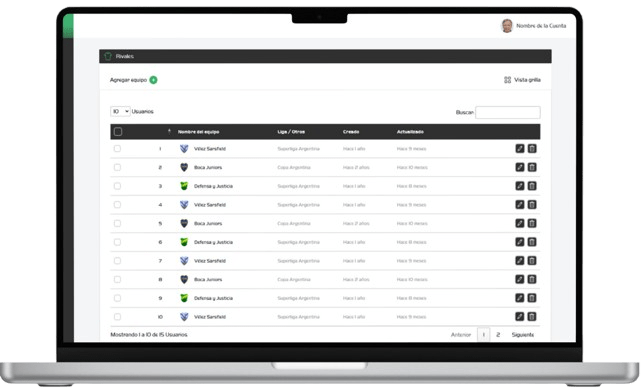 Nombre de la Cuenta
Rivales
Agregar equipo
Vista grilla
10 Usuarios
Buscar:
Nombre del equipo Liga / Otros Creado Actualizado
1 Vélez Sarsfield Superliga Argentina Hace 1 año Hace 9 meses
2 Boca Juniors Copa Argentina Hace 2 años Hace 10 meses
3 Defensa y Justicia Superliga Argentina Hace 1 año Hace 8 meses
4 Vélez Sarsfield Superliga Argentina Hace 1 año Hace 9 meses
5 Boca Juniors Copa Argentina Hace 2 años Hace 10 meses
6 Defensa y Justicia Superliga Argentina Hace 1 año Hace 8 meses
7 Vélez Sarsfield Superliga Argentina Hace 1 año Hace 9 meses
8 Boca Juniors Copa Argentina Hace 2 años Hace 10 meses
9 Defensa y Justicia Superliga Argentina Hace 1 año Hace 8 meses
10 Vélez Sarsfield Superliga Argentina Hace 1 año Hace 9 meses
Mostrando 1 a 10 de 15 Usuarios
Anterior 1 2 Siguiente